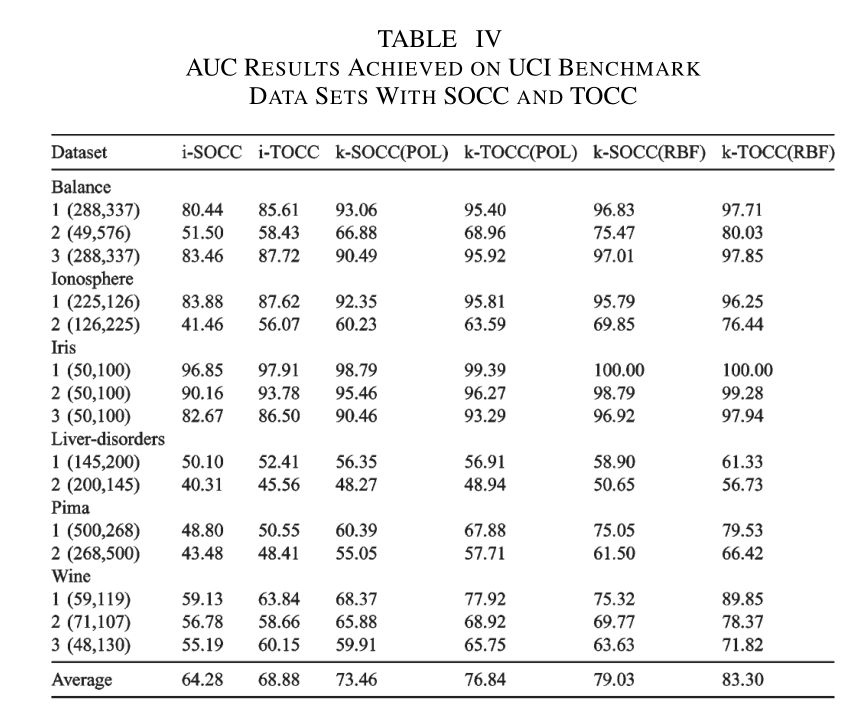 TABLE IV
AUC RESULTS ACHIEVED ON UCI BENCHMARK
DATA SETS WITH SOCC AND TOCC
Dataset i-SOCC i-TOCC k-SOCC(POL) k-TOCC(POL) k-SOCC(RBF) k-TOCC(RBF)
Balance
1 (288,337) 80.44 85.61 93.06 95.40 96.83 97.71
2 (49,576) 51.50 58.43 66.88 68.96 75.47 80.03
3 (288,337) 83.46 87.72 90.49 95.92 97.01 97.85
Ionosphere
1 (225,126) 83.88 87.62 92.35 95.81 95.79 96.25
2 (126,225) 41.46 56.07 60.23 63.59 69.85 76.44
Iris
1 (50,100) 96.85 97.91 98.79 99.39 100.00 100.00
2 (50,100) 90.16 93.78 95.46 96.27 98.79 99.28
3 (50,100) 82.67 86.50 90.46 93.29 96.92 97.94
Liver-disorders
1 (145,200) 50.10 52.41 56.35 56.91 58.90 61.33
2 (200,145) 40.31 45.56 48.27 48.94 50.65 56.73
Pima
1 (500,268) 48.80 50.55 60.39 67.88 75.05 79.53
2 (268,500) 43.48 48.41 55.05 57.71 61.50 66.42
Wine
1 (59,119) 59.13 63.84 68.37 77.92 75.32 89.85
2 (71,107) 56.78 58.66 65.88 68.92 69.77 78.37
3 (48,130) 55.19 60.15 59.91 65.75 63.63 71.82
Average 64.28 68.88 73.46 76.84 79.03 83.30